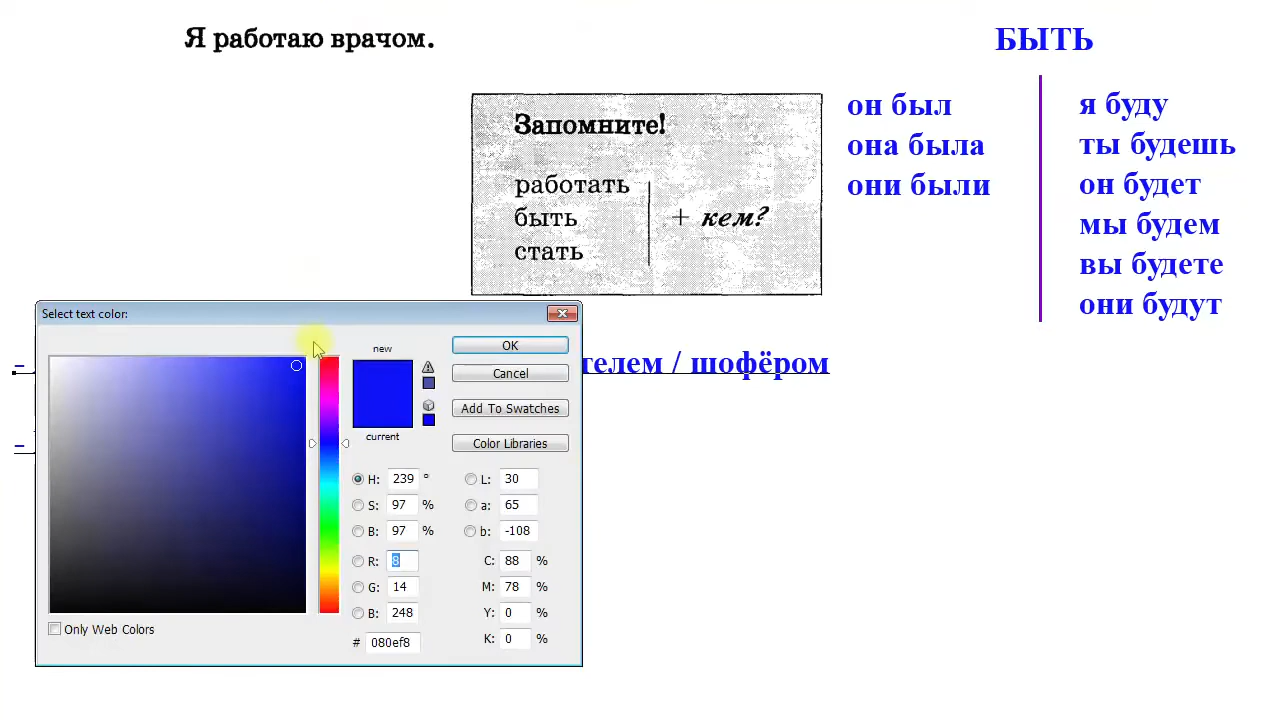 Я работаю врачом.
БЫТЬ
Запомните!
работать
быть
стать
+ кем?
он был
она была
они были
я буду
ты будешь
он будет
мы будем
вы будете
они будут
/ шофёром
–
–
Select text color:
new
current
OK
Cancel
Add To Swatches
Color Libraries
H: 239 °
S: 97 %
B: 97 %
R: 8
G: 14
B: 248
# 080ef8
L: 30
a: 65
b: -108
C: 88 %
M: 78 %
Y: 0 %
K: 0 %
Only Web Colors